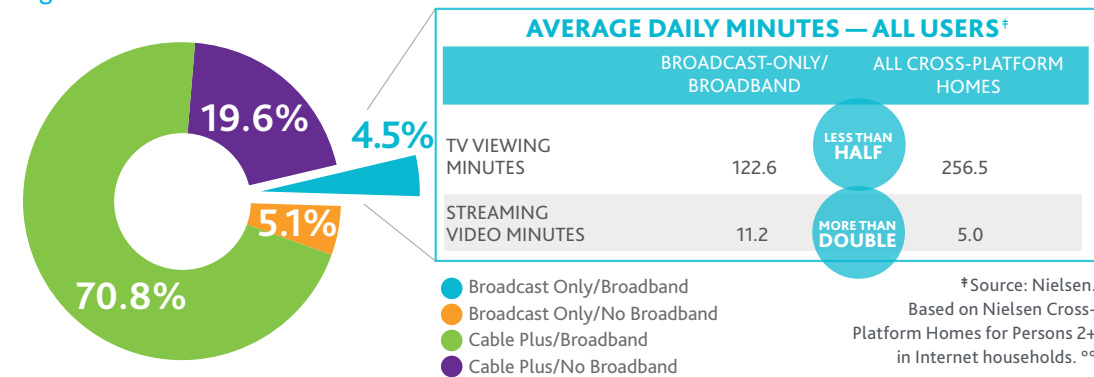 AVERAGE DAILY MINUTES — ALL USERS‡
BROADCAST-ONLY/
BROADBAND
ALL CROSS-PLATFORM
HOMES
TV VIEWING
MINUTES
122.6
LESS THAN
HALF
256.5
STREAMING
VIDEO MINUTES
11.2
MORE THAN
DOUBLE
5.0
19.6%
4.5%
5.1%
70.8%
Broadcast Only/Broadband
Broadcast Only/No Broadband
Cable Plus/Broadband
Cable Plus/No Broadband
‡Source: Nielsen.
Based on Nielsen Cross-
Platform Homes for Persons 2+
in Internet households. °°